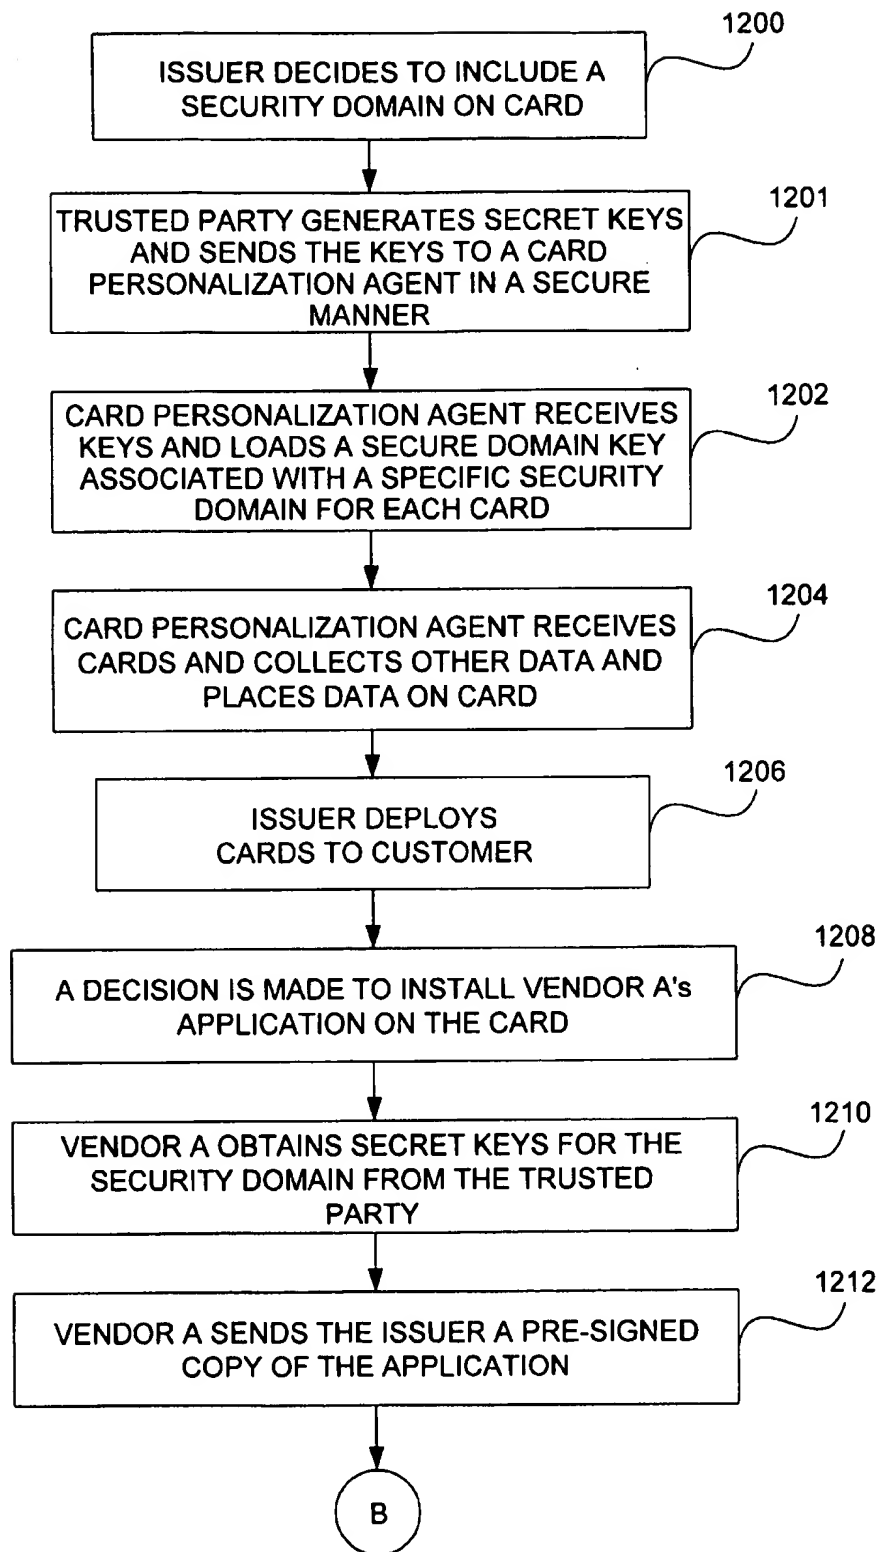 1200
ISSUER DECIDES TO INCLUDE A
SECURITY DOMAIN ON CARD
1201
TRUSTED PARTY GENERATES SECRET KEYS
AND SENDS THE KEYS TO A CARD
PERSONALIZATION AGENT IN A SECURE
MANNER
1202
CARD PERSONALIZATION AGENT RECEIVES
KEYS AND LOADS A SECURE DOMAIN KEY
ASSOCIATED WITH A SPECIFIC SECURITY
DOMAIN FOR EACH CARD
1204
CARD PERSONALIZATION AGENT RECEIVES
CARDS AND COLLECTS OTHER DATA AND
PLACES DATA ON CARD
1206
ISSUER DEPLOYS
CARDS TO CUSTOMER
1208
A DECISION IS MADE TO INSTALL VENDOR A's
APPLICATION ON THE CARD
1210
VENDOR A OBTAINS SECRET KEYS FOR THE
SECURITY DOMAIN FROM THE TRUSTED
PARTY
1212
VENDOR A SENDS THE ISSUER A PRE-SIGNED
COPY OF THE APPLICATION
B